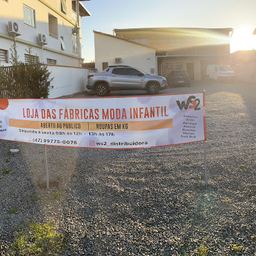 LOJA DAS FÁBRICAS MODA INFANTIL
ABERTO AO PÚBLICO ROUPAS EM KG
Segunda a sexta 08h às 12h - 13h às 17h
(47) 99775-0076 ws2_distribuidora
WS2